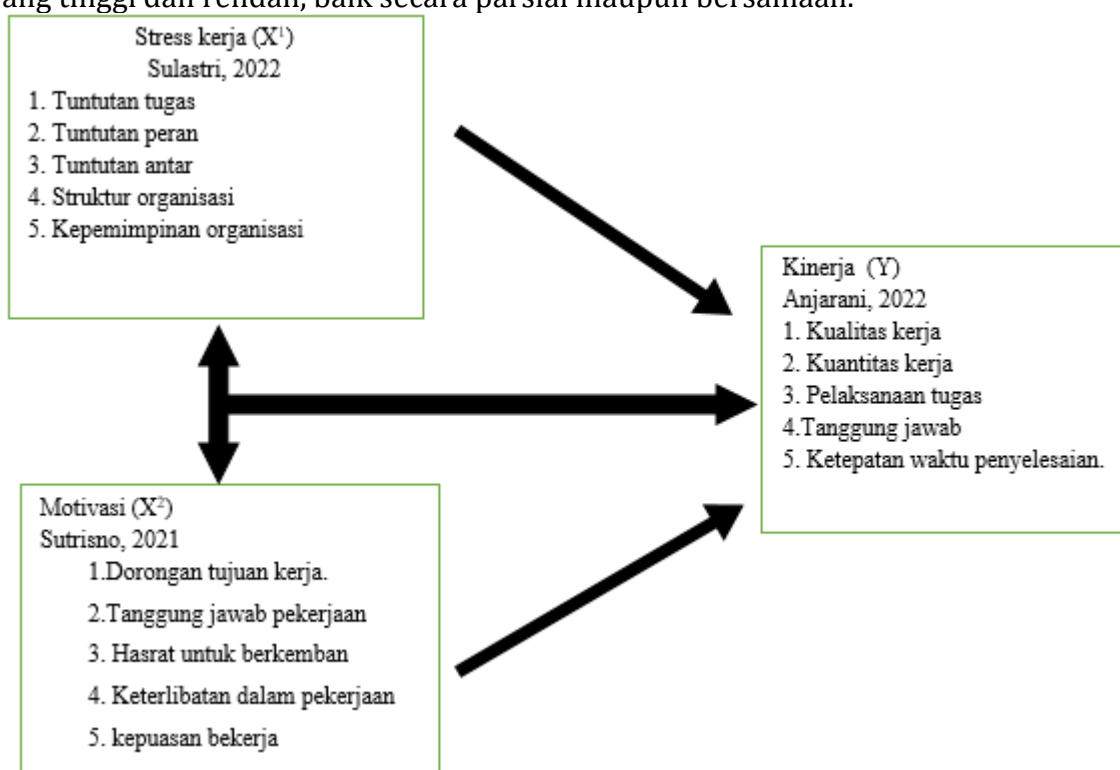 ang tinggi dan rendah, baik secara parsial maupun bersamaan.
Stress kerja (X¹)
Sulastri, 2022
1. Tuntutan tugas
2. Tuntutan peran
3. Tuntutan antar
4. Struktur organisasi
5. Kepemimpinan organisasi
Kinerja (Y)
Anjarani, 2022
1. Kualitas kerja
2. Kuantitas kerja
3. Pelaksanaan tugas
4.Tanggung jawab
5. Ketepatan waktu penyelesaian.
Motivasi (X²)
Sutrisno, 2021
1.Dorongan tujuan kerja.
2.Tanggung jawab pekerjaan
3. Hasrat untuk berkemban
4. Keterlibatan dalam pekerjaan
5. kepuasan bekerja